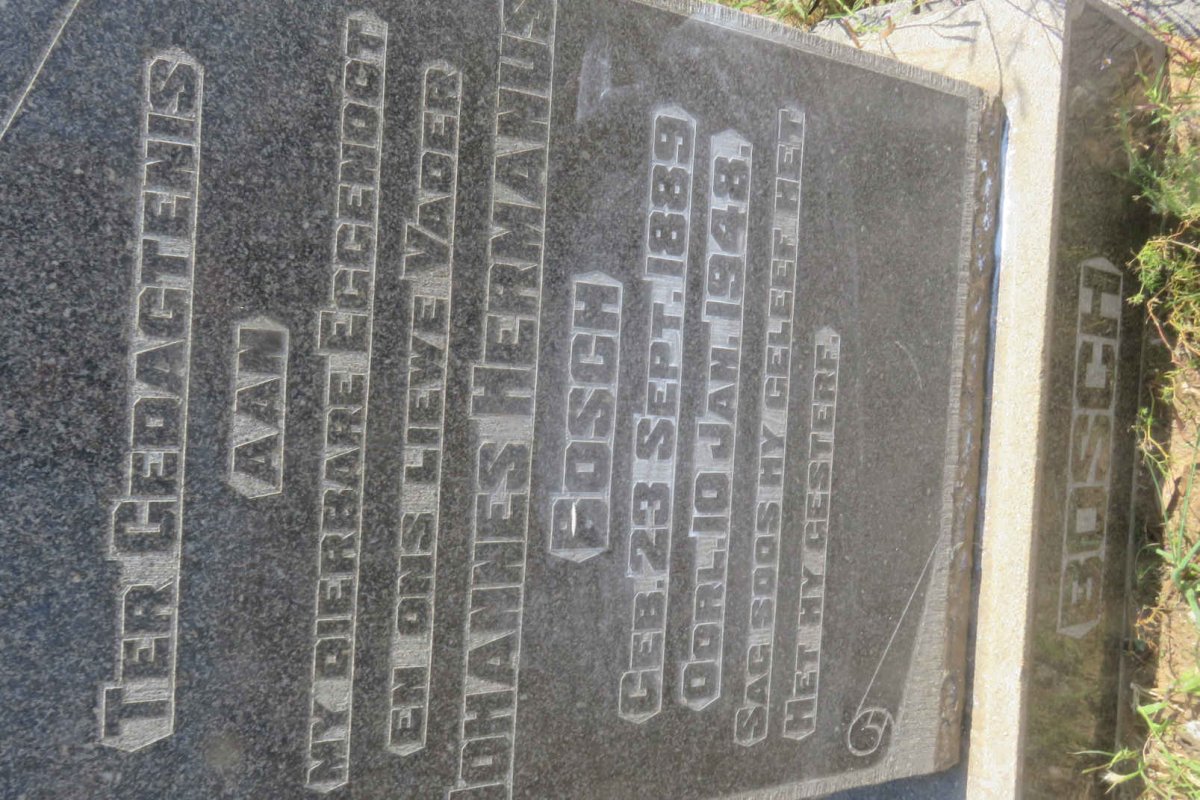 TER GEDAGTENIS
AAN
MY DIERBARE EGGENOOT
EN ONS LIEWE VADER
JOHANNES HERMANUS
BOSCH
GEB. 23 SEPT. 1889
OORL. 10 JAN. 1948.
SAG SOOS HY GELEEF HET
HET HY GESTERF.
BOSCH